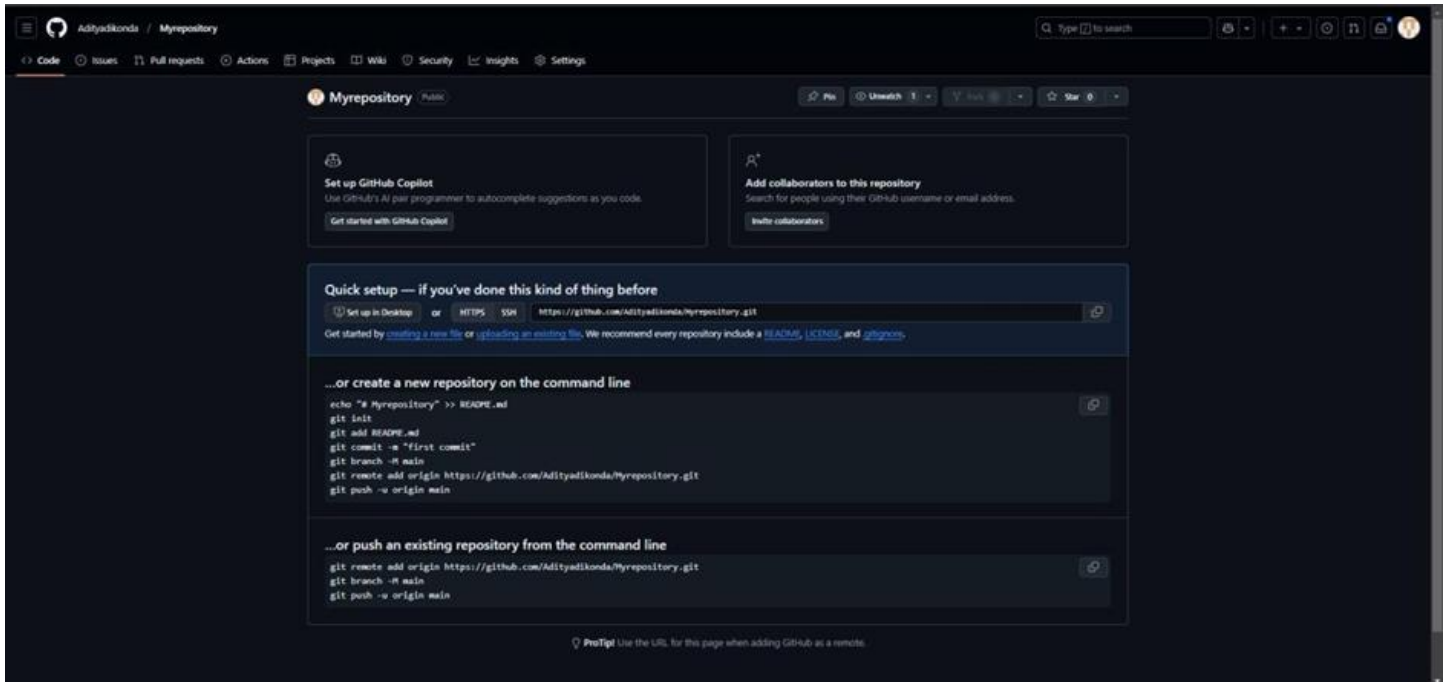 Adityadikonda / Myrepository
Type / to search
Code Issues Pull requests Actions Projects Wiki Security Insights Settings
Myrepository Public
Pin Unwatch 1 Fork Star 0
Set up GitHub Copilot
Use GitHub's AI pair programmer to autocomplete suggestions as you code.
Get started with GitHub Copilot
Add collaborators to this repository
Search for people using their GitHub username or email address.
Invite collaborators
Quick setup — if you've done this kind of thing before
Set up in Desktop or HTTPS SSH https://github.com/Adityadikonda/Myrepository.git
Get started by creating a new file or uploading an existing file. We recommend every repository include a README, LICENSE, and .gitignore.
...or create a new repository on the command line
echo "# Myrepository" >> README.md
git init
git add README.md
git commit -m "first commit"
git branch -M main
git remote add origin https://github.com/Adityadikonda/Myrepository.git
git push -u origin main
...or push an existing repository from the command line
git remote add origin https://github.com/Adityadikonda/Myrepository.git
git branch -M main
git push -u origin main
ProTip! Use the URL for this page when adding GitHub as a remote.